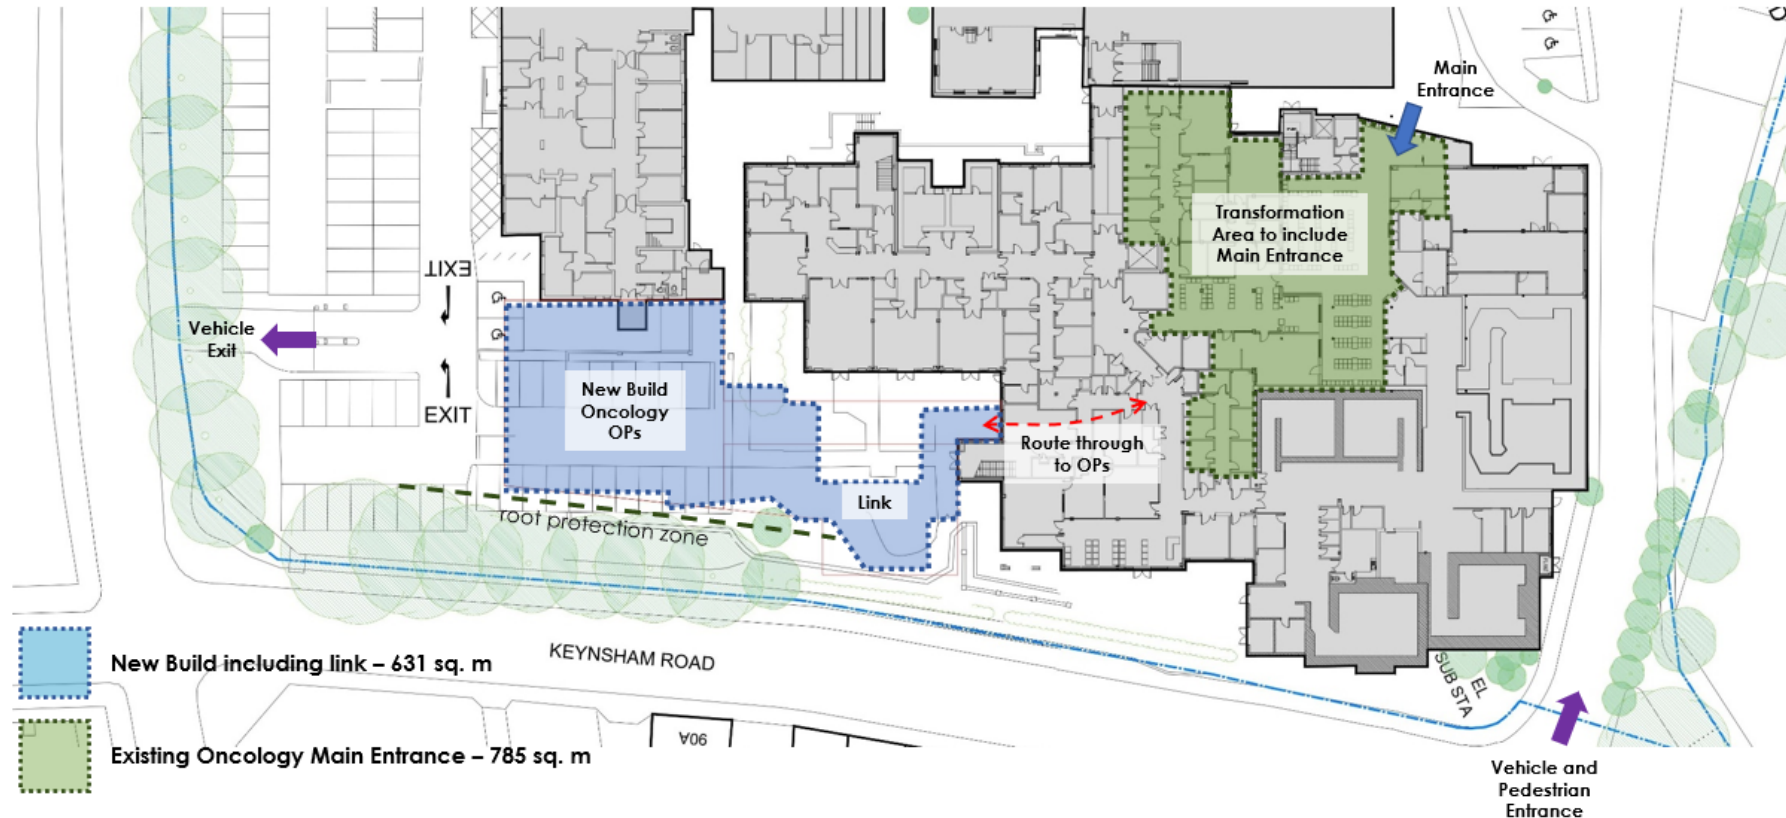 Main
Entrance
Transformation
Area to include
Main Entrance
EXIT
Vehicle
Exit
EXIT
New Build
Oncology
OPs
Route through
to OPs
Link
root protection zone
KEYNSHAM ROAD
EL
SUB STA
90A
New Build including link – 631 sq. m
Existing Oncology Main Entrance – 785 sq. m
Vehicle and
Pedestrian
Entrance